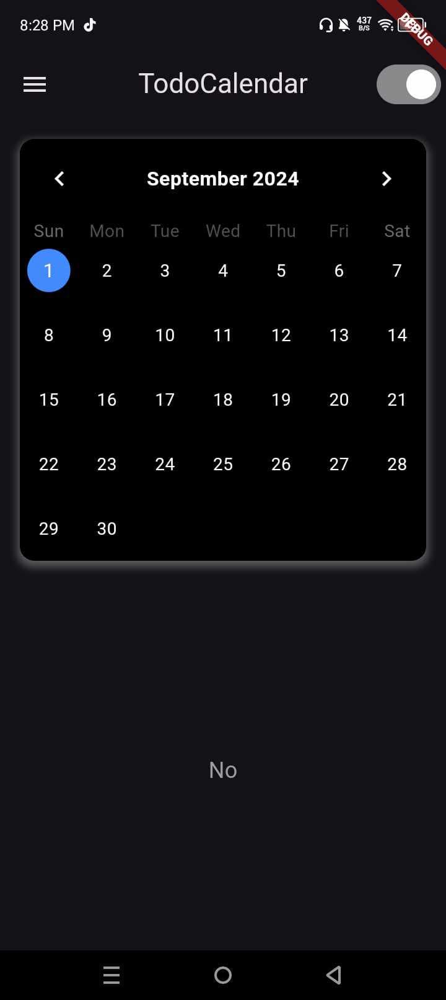 8:28 PM
437
B/S
DEBUG
TodoCalendar
September 2024
Sun Mon Tue Wed Thu Fri Sat
1 2 3 4 5 6 7
8 9 10 11 12 13 14
15 16 17 18 19 20 21
22 23 24 25 26 27 28
29 30
No